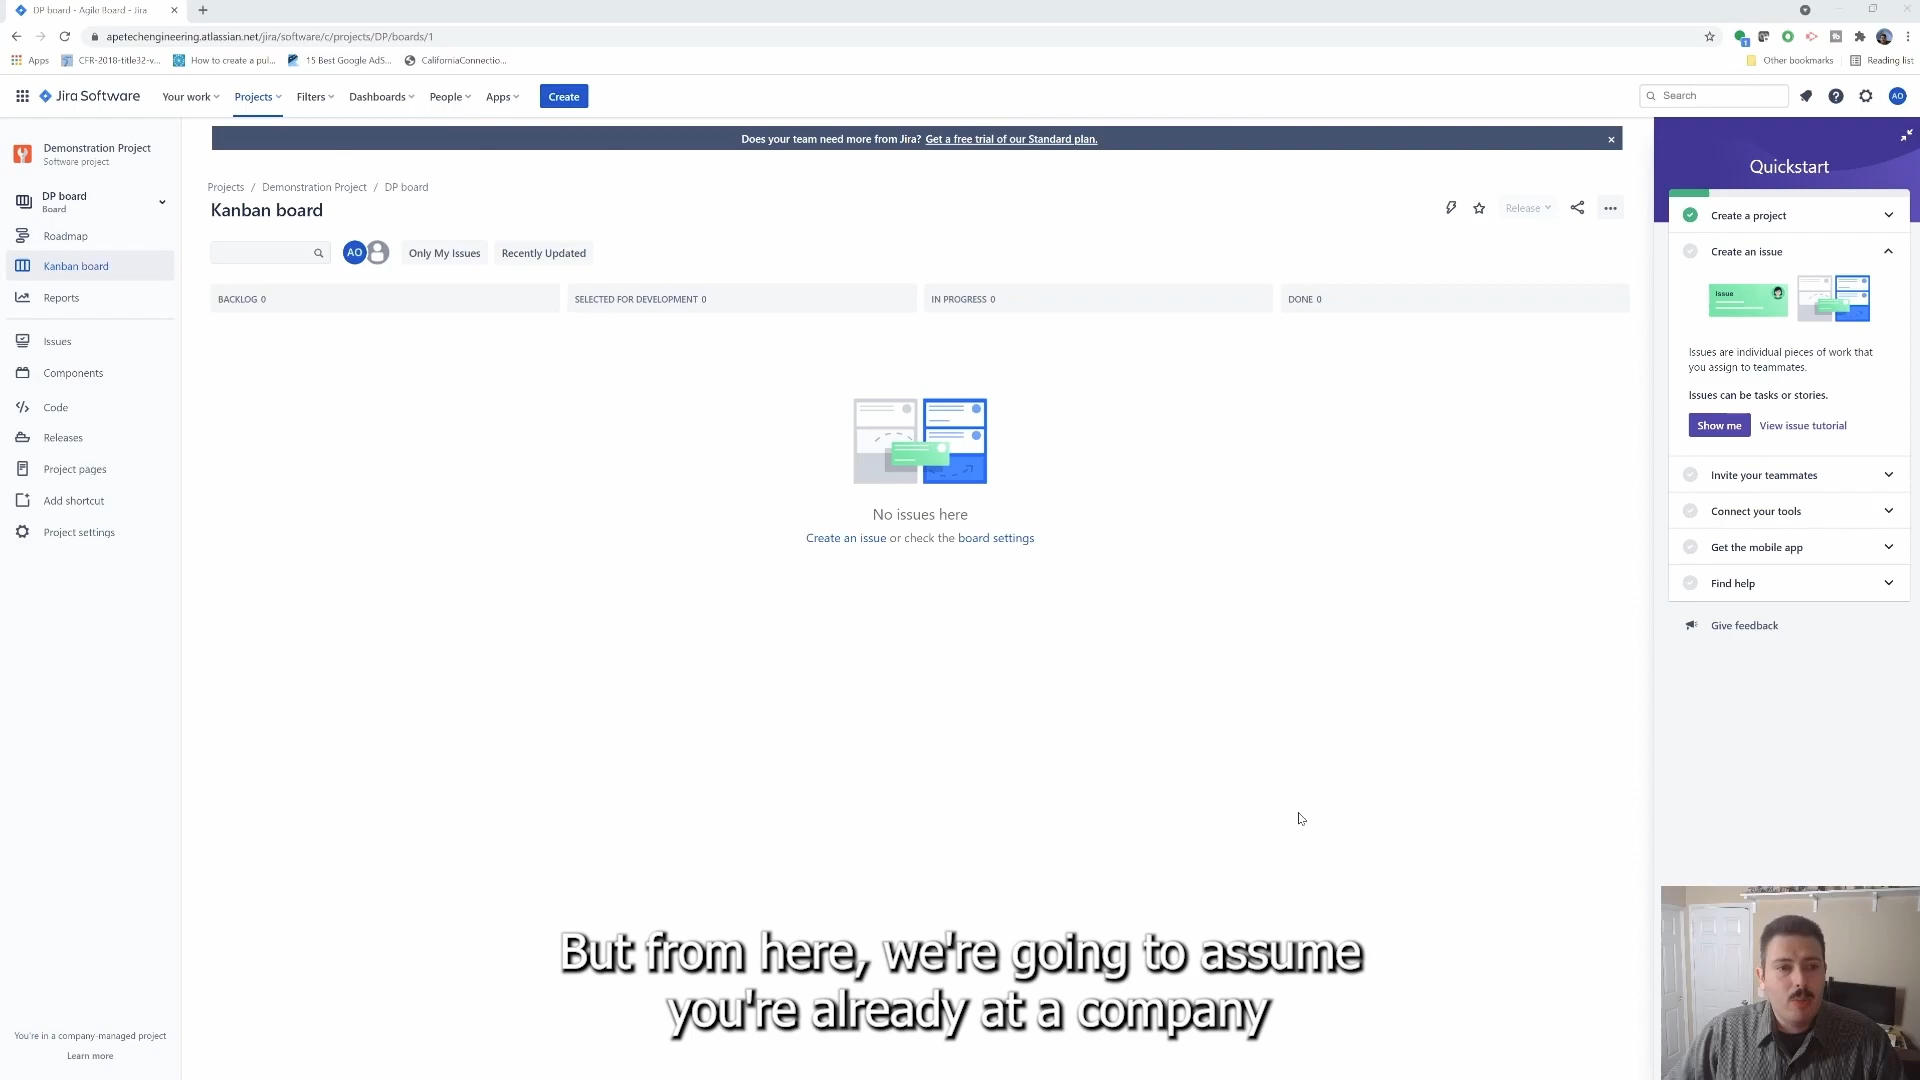 DP board - Agile Board - Jira
apetechengineering.atlassian.net/jira/software/c/projects/DP/boards/1
Apps
CFR-2018-title32-v...
How to create a pul...
15 Best Google AdS...
CaliforniaConnectio...
Other bookmarks
Reading list
Jira Software
Your work
Projects
Filters
Dashboards
People
Apps
Create
Search
AO
Demonstration Project
Software project
DP board
Board
Roadmap
Kanban board
Reports
Issues
Components
Code
Releases
Project pages
Add shortcut
Project settings
You're in a company-managed project
Learn more
Does your team need more from Jira? Get a free trial of our Standard plan.
Projects / Demonstration Project / DP board
Kanban board
Release
AO
Only My Issues
Recently Updated
BACKLOG 0
SELECTED FOR DEVELOPMENT 0
IN PROGRESS 0
DONE 0
No issues here
Create an issue or check the board settings
Quickstart
Create a project
Create an issue
Issue
Issues are individual pieces of work that
you assign to teammates.
Issues can be tasks or stories.
Show me
View issue tutorial
Invite your teammates
Connect your tools
Get the mobile app
Find help
Give feedback
But from here, we're going to assume
you're already at a company